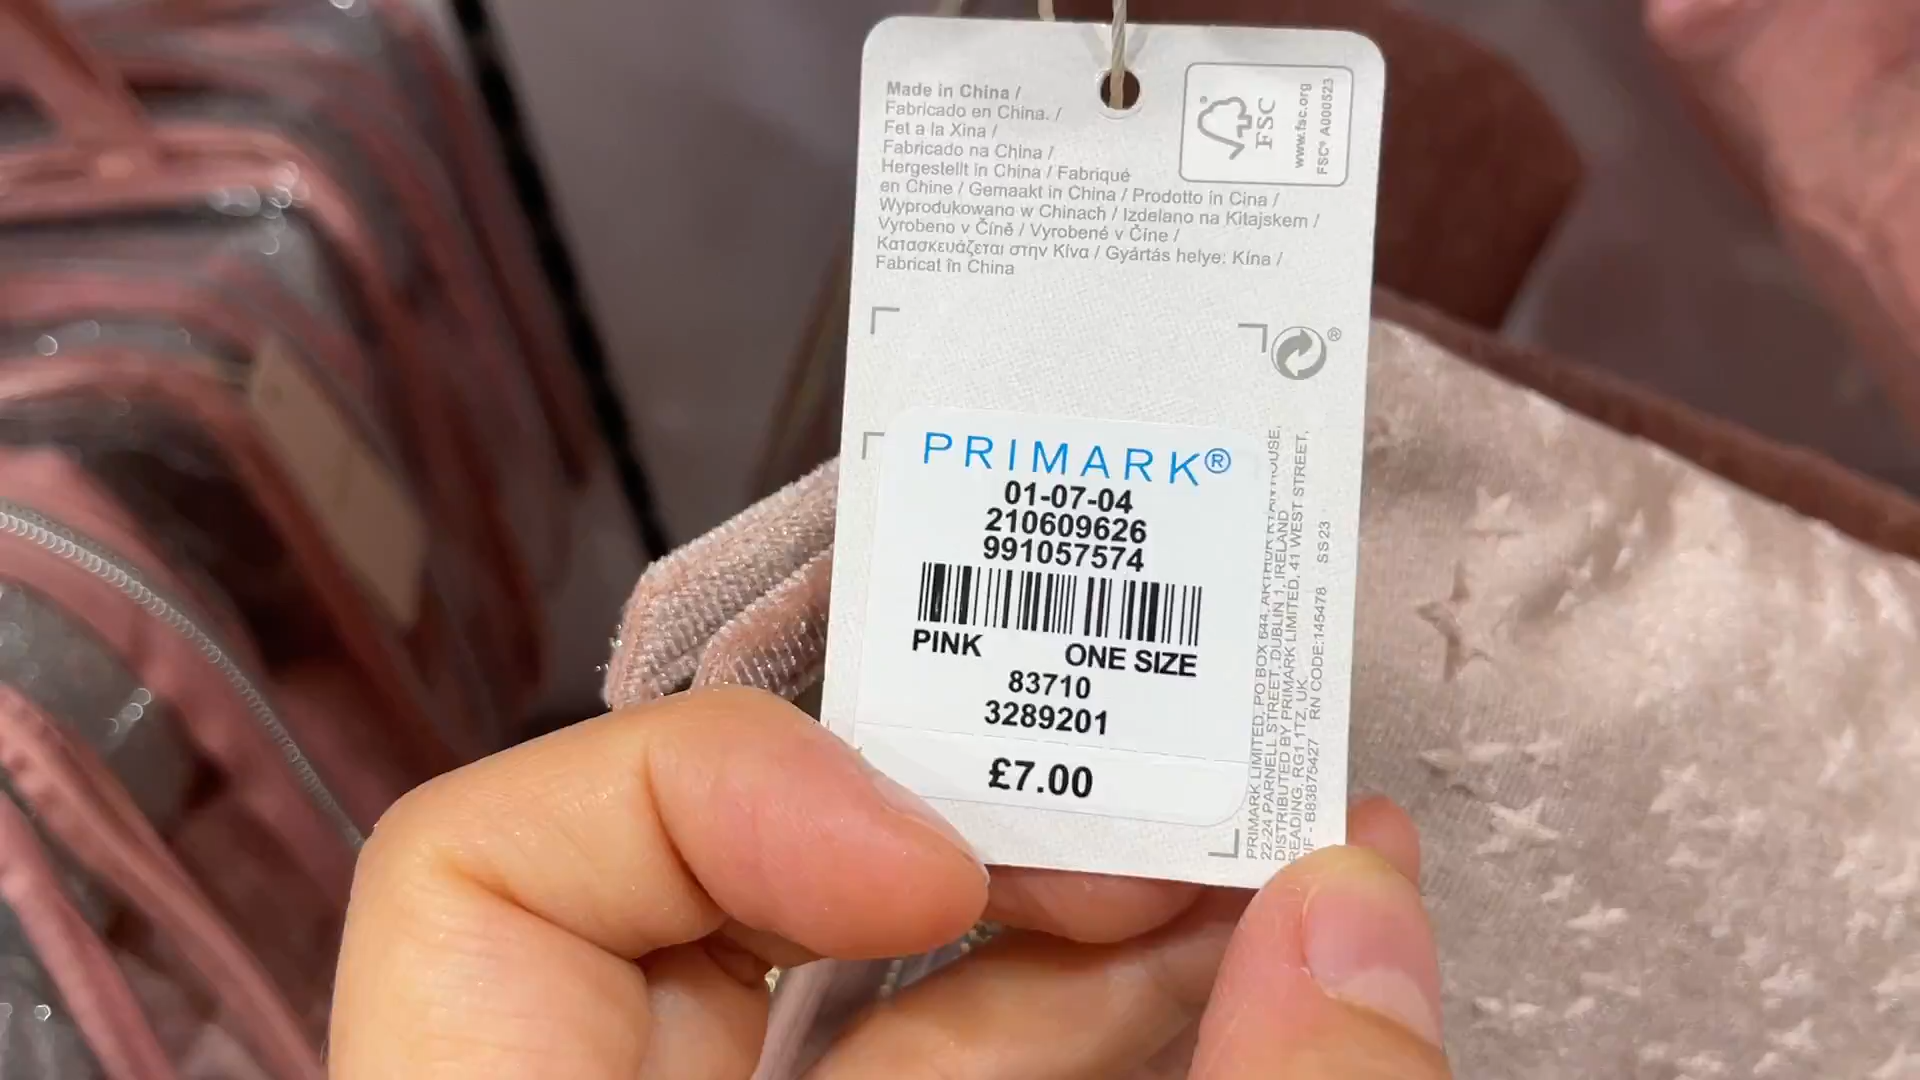 Made in China /
Fabricado en China. /
Fet a la Xina /
Fabricado na China /
Hergestellt in China / Fabriqué
en Chine / Gemaakt in China / Prodotto in Cina /
Wyprodukowano w Chinach / Izdelano na Kitajskem /
Vyrobeno v Číně / Vyrobené v Číne /
Κατασκευάζεται στην Κίνα / Gyártás helye: Kína /
Fabricat în China
FSC
www.fsc.org
FSC® A000523
®
PRIMARK®
01-07-04
210609626
991057574
PINK ONE SIZE
83710
3289201
£7.00
PRIMARK LIMITED, PO BOX 644, ARTHUR RYAN HOUSE,
22-24 PARNELL STREET, DUBLIN 1, IRELAND
DISTRIBUTED BY PRIMARK LIMITED, 41 WEST STREET,
READING, RG1 1TZ, UK
B83875427 RN CODE:145478 SS23